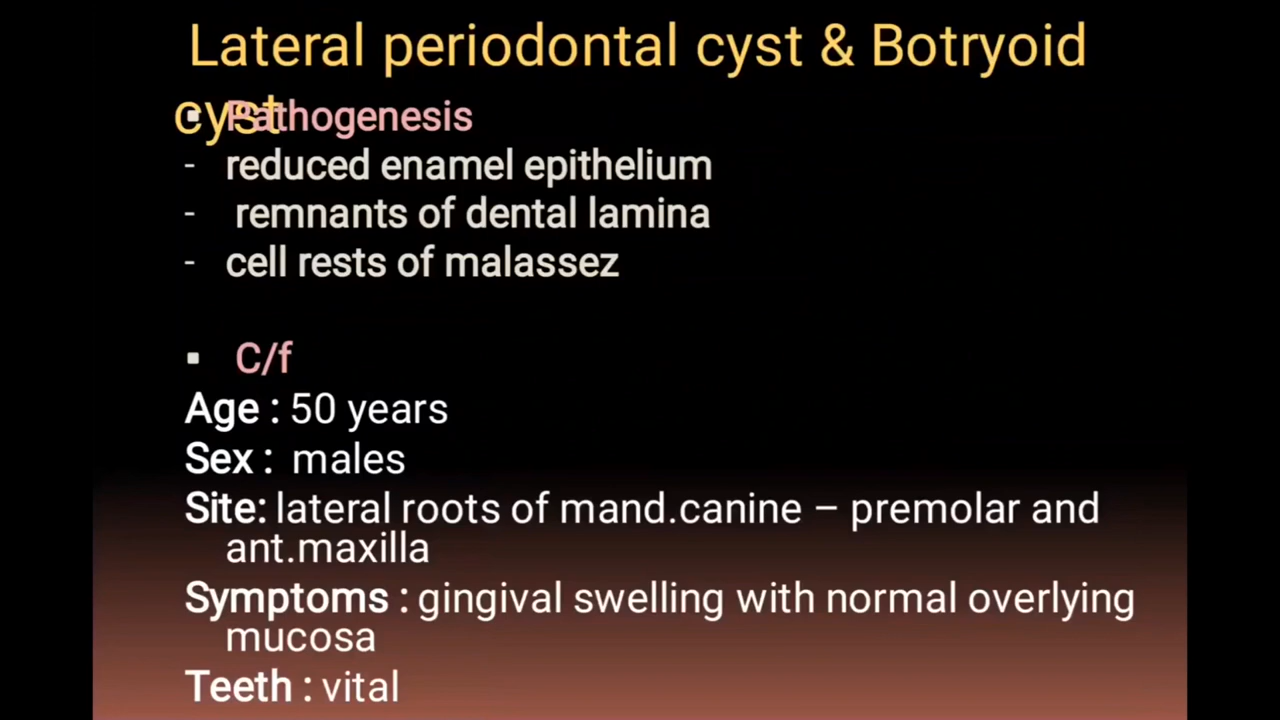 Lateral periodontal cyst & Botryoid
cyst
▪ Pathogenesis
- reduced enamel epithelium
- remnants of dental lamina
- cell rests of malassez
▪ C/f
Age : 50 years
Sex : males
Site: lateral roots of mand.canine – premolar and
ant.maxilla
Symptoms : gingival swelling with normal overlying
mucosa
Teeth : vital